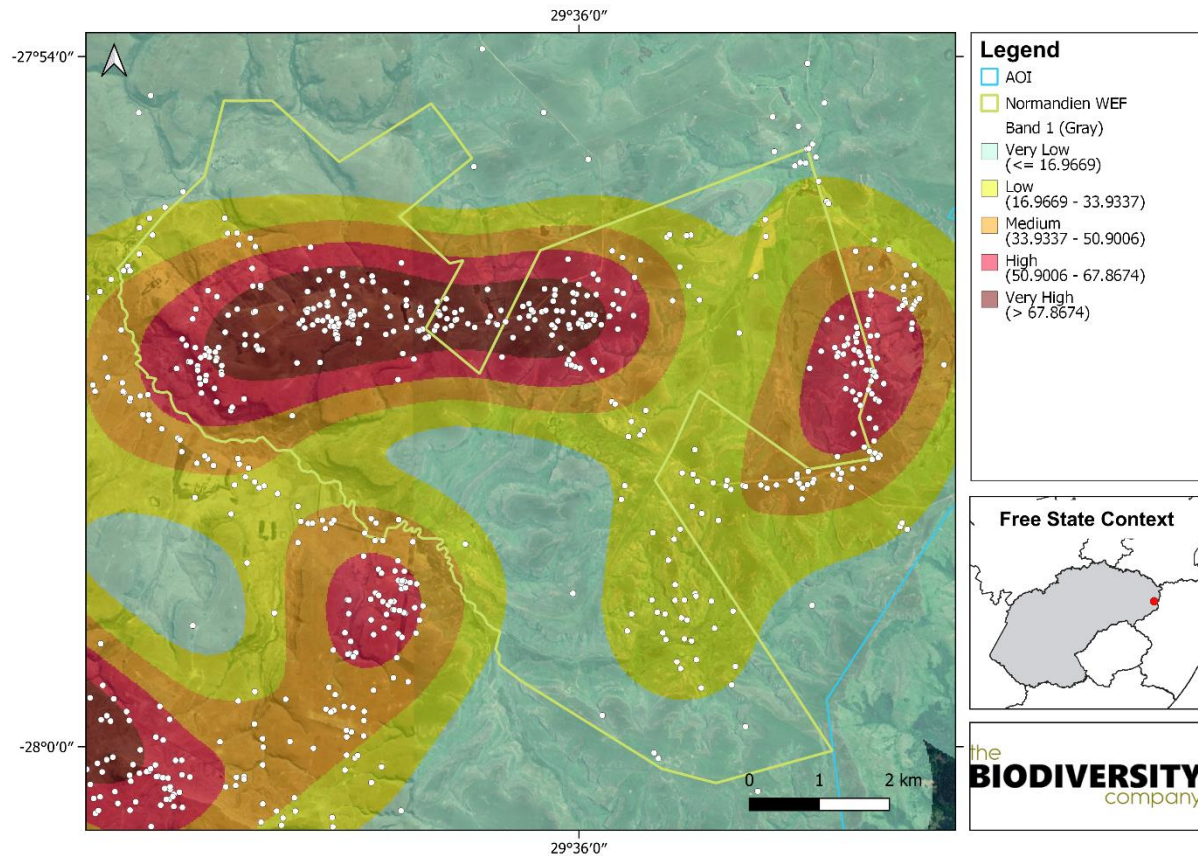 29°36′0″
-27°54′0″
-28°0′0″
0 1 2 km
29°36′0″
Legend
AOI
Normandien WEF
Band 1 (Gray)
Very Low
(<= 16.9669)
Low
(16.9669 - 33.9337)
Medium
(33.9337 - 50.9006)
High
(50.9006 - 67.8674)
Very High
(> 67.8674)
Free State Context
the
BIODIVERSITY
company